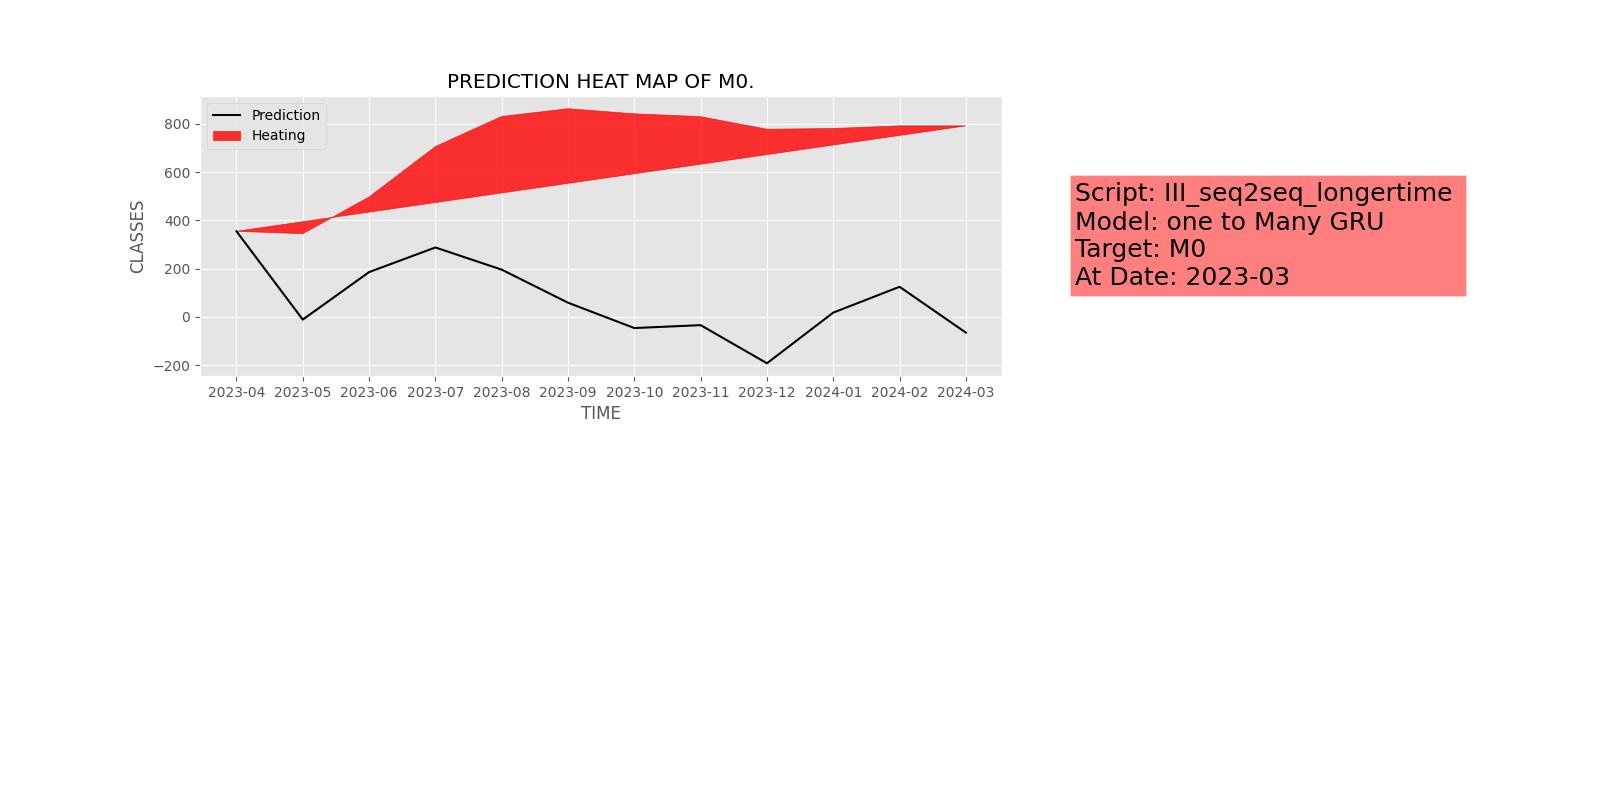 PREDICTION HEAT MAP OF M0.
Prediction
Heating
CLASSES
800
600
400
200
0
−200
2023-04 2023-05 2023-06 2023-07 2023-08 2023-09 2023-10 2023-11 2023-12 2024-01 2024-02 2024-03
TIME
Script: III_seq2seq_longertime
Model: one to Many GRU
Target: M0
At Date: 2023-03